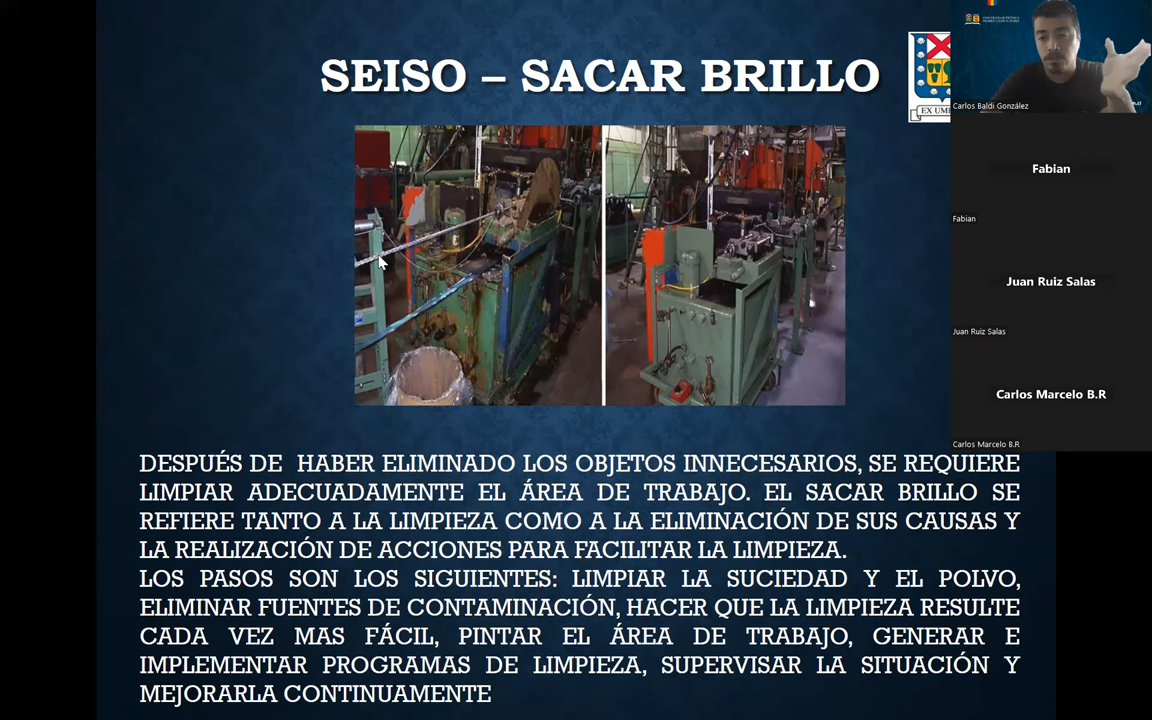 SEISO – SACAR BRILLO
EX UM
DESPUÉS DE HABER ELIMINADO LOS OBJETOS INNECESARIOS, SE REQUIERE
LIMPIAR ADECUADAMENTE EL ÁREA DE TRABAJO. EL SACAR BRILLO SE
REFIERE TANTO A LA LIMPIEZA COMO A LA ELIMINACIÓN DE SUS CAUSAS Y
LA REALIZACIÓN DE ACCIONES PARA FACILITAR LA LIMPIEZA.
LOS PASOS SON LOS SIGUIENTES: LIMPIAR LA SUCIEDAD Y EL POLVO,
ELIMINAR FUENTES DE CONTAMINACIÓN, HACER QUE LA LIMPIEZA RESULTE
CADA VEZ MAS FÁCIL, PINTAR EL ÁREA DE TRABAJO, GENERAR E
IMPLEMENTAR PROGRAMAS DE LIMPIEZA, SUPERVISAR LA SITUACIÓN Y
MEJORARLA CONTINUAMENTE
Carlos Baldi González
Fabian
Fabian
Juan Ruiz Salas
Juan Ruiz Salas
Carlos Marcelo B.R
Carlos Marcelo B.R